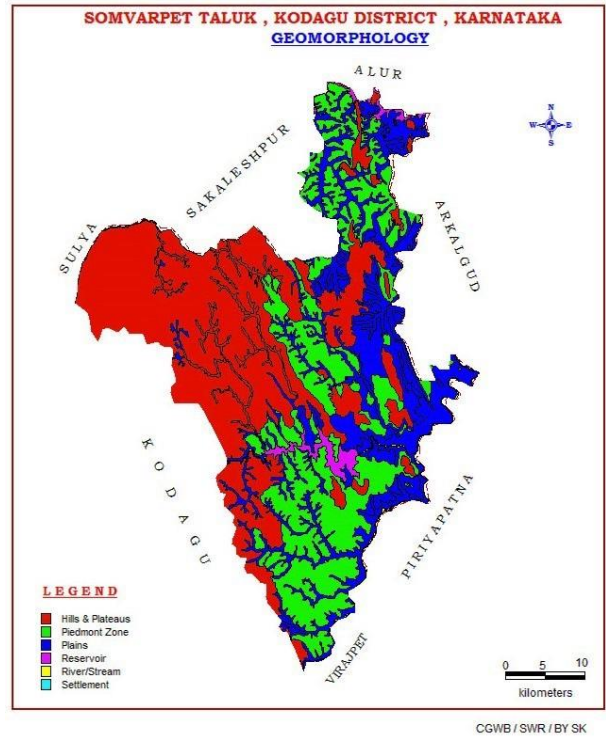 SOMVARPET TALUK , KODAGU DISTRICT , KARNATAKA
GEOMORPHOLOGY
ALUR
N
W E
S
SAKALESHPUR
SULYA
ARKALGUD
KODAGU
PIRIYAPATNA
VIRAJPET
LEGEND
Hills & Plateaus
Piedmont Zone
Plains
Reservoir
River/Stream
Settlement
0 5 10
kilometers
CGWB / SWR / BY SK